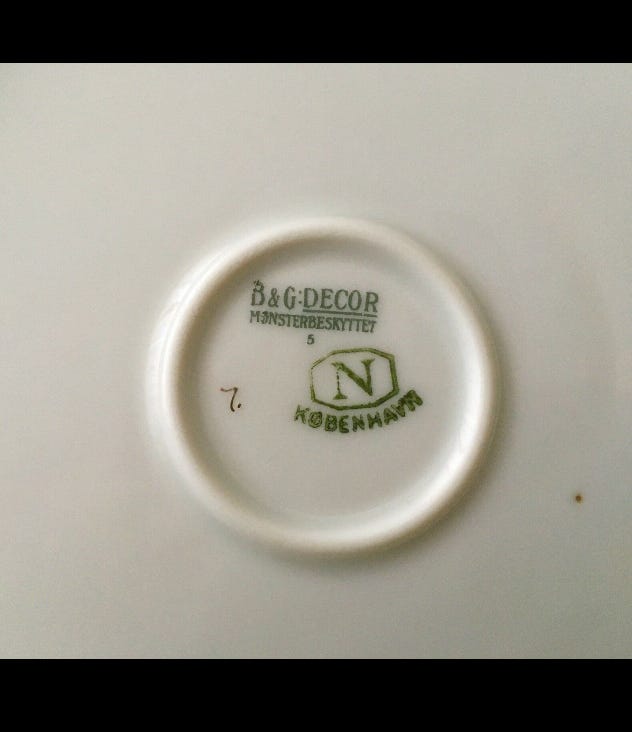 B&G:DECOR
MØNSTERBESKYTTET
5
N
KØBENHAVN
7.